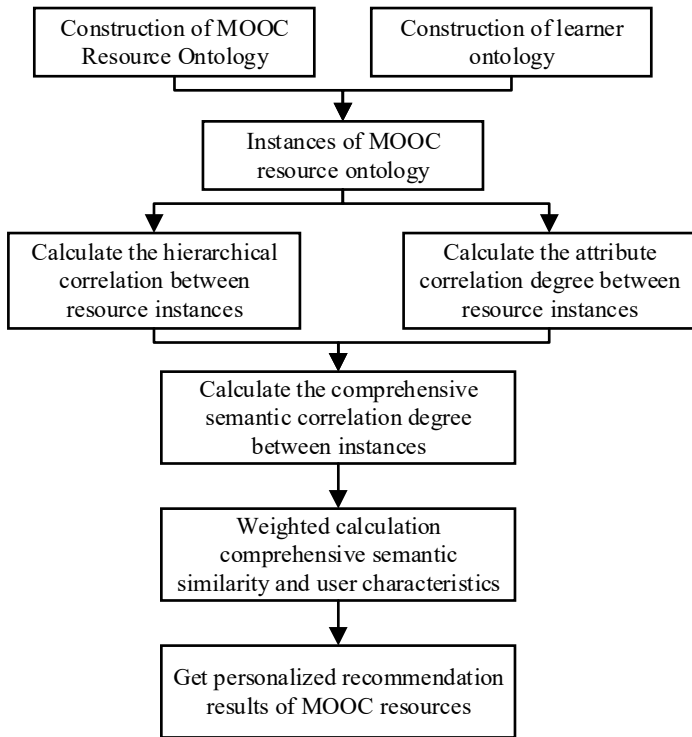 Construction of MOOC
Resource Ontology
Construction of learner
ontology
Instances of MOOC
resource ontology
Calculate the hierarchical
correlation between
resource instances
Calculate the attribute
correlation degree between
resource instances
Calculate the comprehensive
semantic correlation degree
between instances
Weighted calculation
comprehensive semantic
similarity and user characteristics
Get personalized recommendation
results of MOOC resources